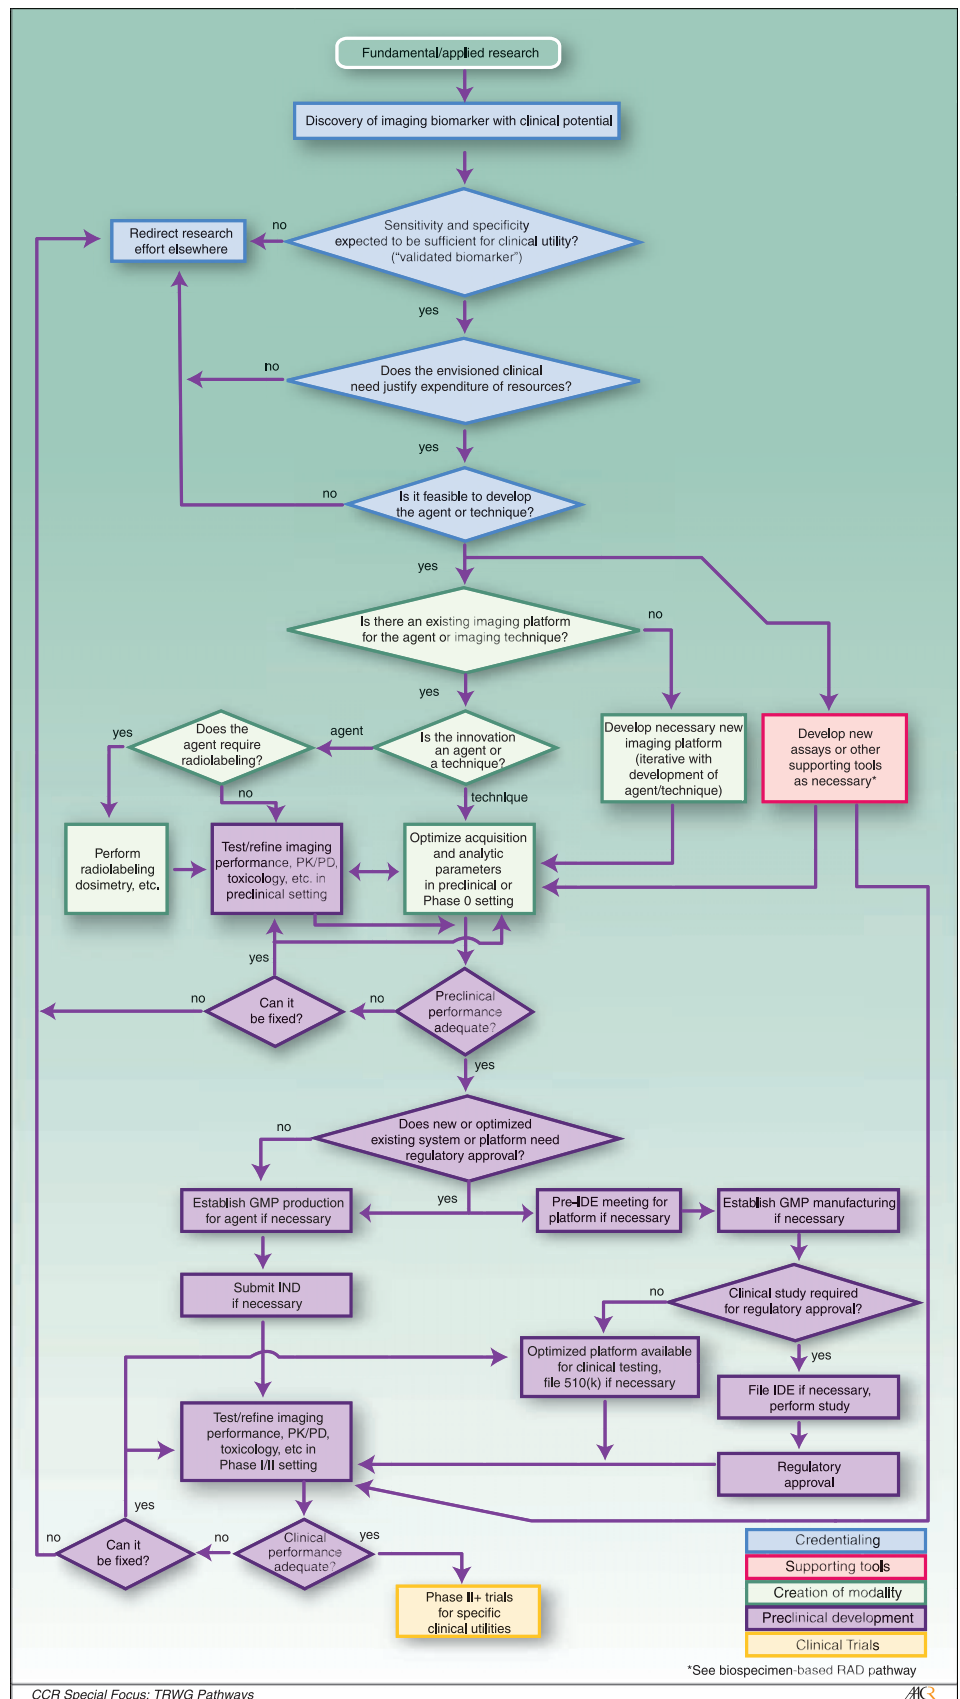 Fundamental/applied research
Discovery of imaging biomarker with clinical potential
Sensitivity and specificity
expected to be sufficient for clinical utility?
("validated biomarker")
no
Redirect research
effort elsewhere
yes
Does the envisioned clinical
need justify expenditure of resources?
no
yes
Is it feasible to develop
the agent or technique?
no
yes
Is there an existing imaging platform
for the agent or imaging technique?
no
yes
Does the
agent require
radiolabeling?
yes
agent
Is the innovation
an agent or
a technique?
Develop necessary new
imaging platform
(iterative with
development of
agent/technique)
Develop new
assays or other
supporting tools
as necessary*
no
technique
Perform
radiolabeling
dosimetry, etc.
Test/refine imaging
performance, PK/PD,
toxicology, etc. in
preclinical setting
Optimize acquisition
and analytic
parameters
in preclinical or
Phase 0 setting
yes
no
Can it
be fixed?
no
Preclinical
performance
adequate?
yes
Does new or optimized
existing system or platform need
regulatory approval?
no
yes
Establish GMP production
for agent if necessary
Pre-IDE meeting for
platform if necessary
Establish GMP manufacturing
if necessary
Submit IND
if necessary
Clinical study required
for regulatory approval?
no
yes
Optimized platform available
for clinical testing,
file 510(k) if necessary
File IDE if necessary,
perform study
Test/refine imaging
performance, PK/PD,
toxicology, etc in
Phase I/II setting
Regulatory
approval
yes
no
Can it
be fixed?
no
Clinical
performance
adequate?
yes
Phase II+ trials
for specific
clinical utilities
Credentialing
Supporting tools
Creation of modality
Preclinical development
Clinical Trials
*See biospecimen-based RAD pathway
CCR Special Focus: TRWG Pathways
AACR